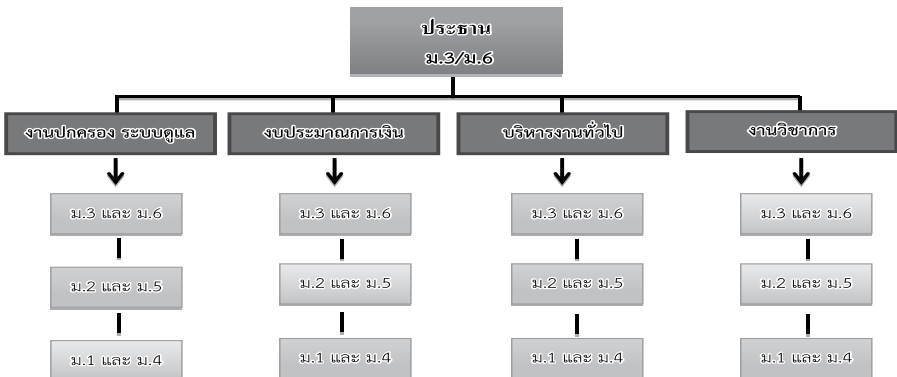 ประธาน
ม.3/ม.6
งานปกครอง ระบบดูแล
งบประมาณการเงิน
บริหารงานทั่วไป
งานวิชาการ
ม.3 และ ม.6
ม.3 และ ม.6
ม.3 และ ม.6
ม.3 และ ม.6
ม.2 และ ม.5
ม.2 และ ม.5
ม.2 และ ม.5
ม.2 และ ม.5
ม.1 และ ม.4
ม.1 และ ม.4
ม.1 และ ม.4
ม.1 และ ม.4